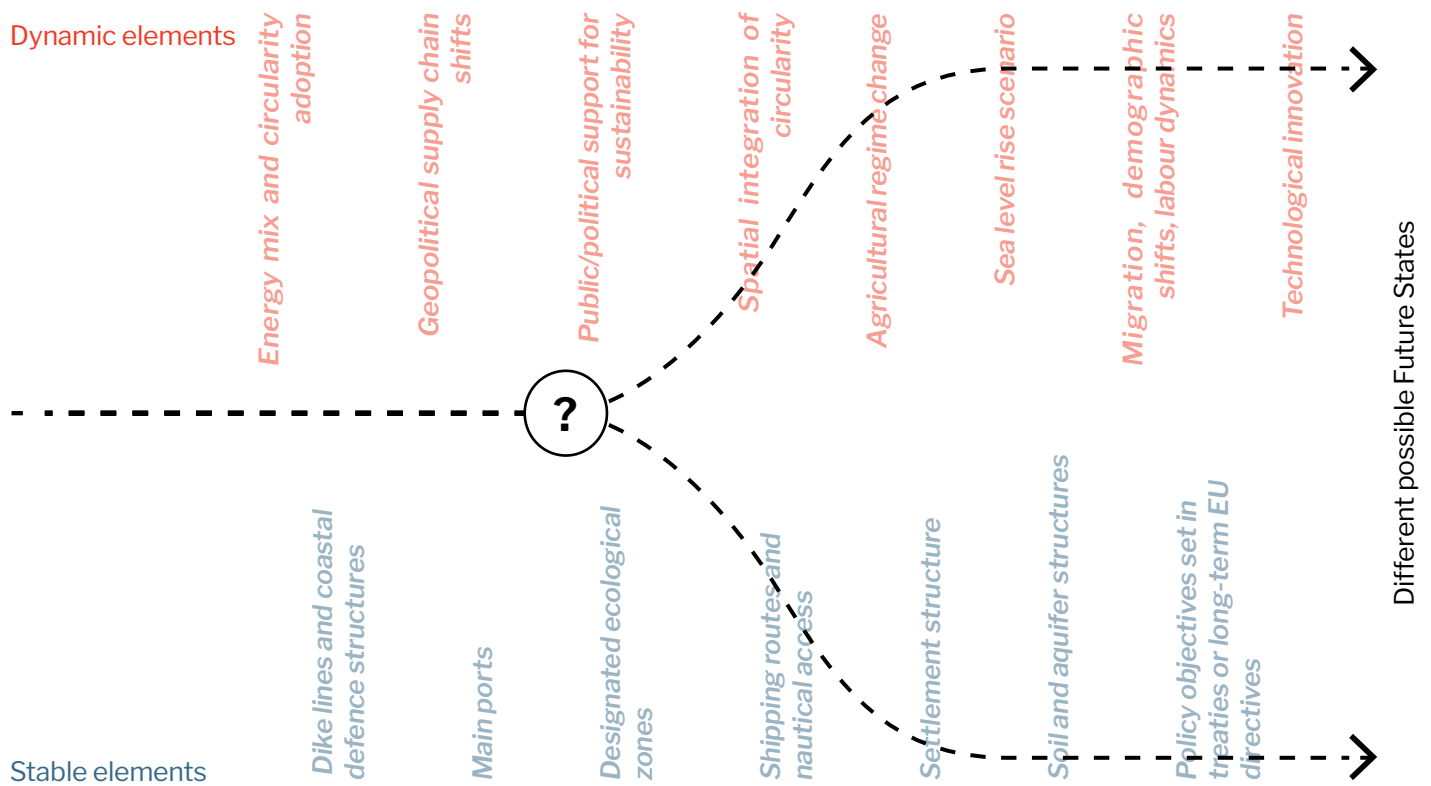 Dynamic elements
Energy mix and circularity
adoption
Geopolitical supply chain
shifts
Public/political support for
sustainability
Spatial integration of
circularity
Agricultural regime change
Sea level rise scenario
Migration, demographic
shifts, labour dynamics
Technological innovation
?
Different possible Future States
Dike lines and coastal
defence structures
Main ports
Designated ecological
zones
Shipping routes and
nautical access
Settlement structure
Soil and aquifer structures
Policy objectives set in
treaties or long-term EU
directives
Stable elements